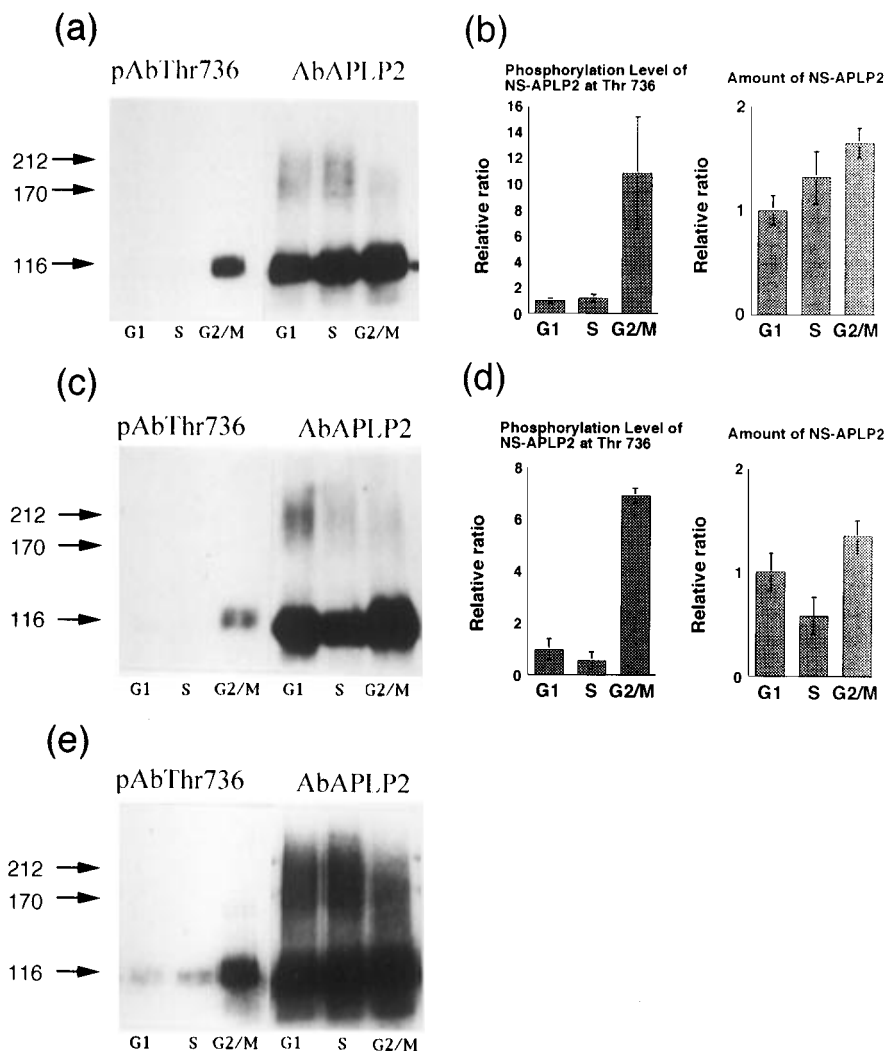 (a)
pAbThr736 AbAPLP2
212
170
116
G1 S G2/M G1 S G2/M
(b)
Phosphorylation Level of
NS-APLP2 at Thr 736
Relative ratio
16
14
12
10
8
6
4
2
0
G1 S G2/M
Amount of NS-APLP2
Relative ratio
2
1
0
G1 S G2/M
(c)
pAbThr736 AbAPLP2
212
170
116
G1 S G2/M G1 S G2/M
(d)
Phosphorylation Level of
NS-APLP2 at Thr 736
Relative ratio
8
6
4
2
0
G1 S G2/M
Amount of NS-APLP2
Relative ratio
2
1
0
G1 S G2/M
(e)
pAbThr736 AbAPLP2
212
170
116
G1 S G2/M G1 S G2/M